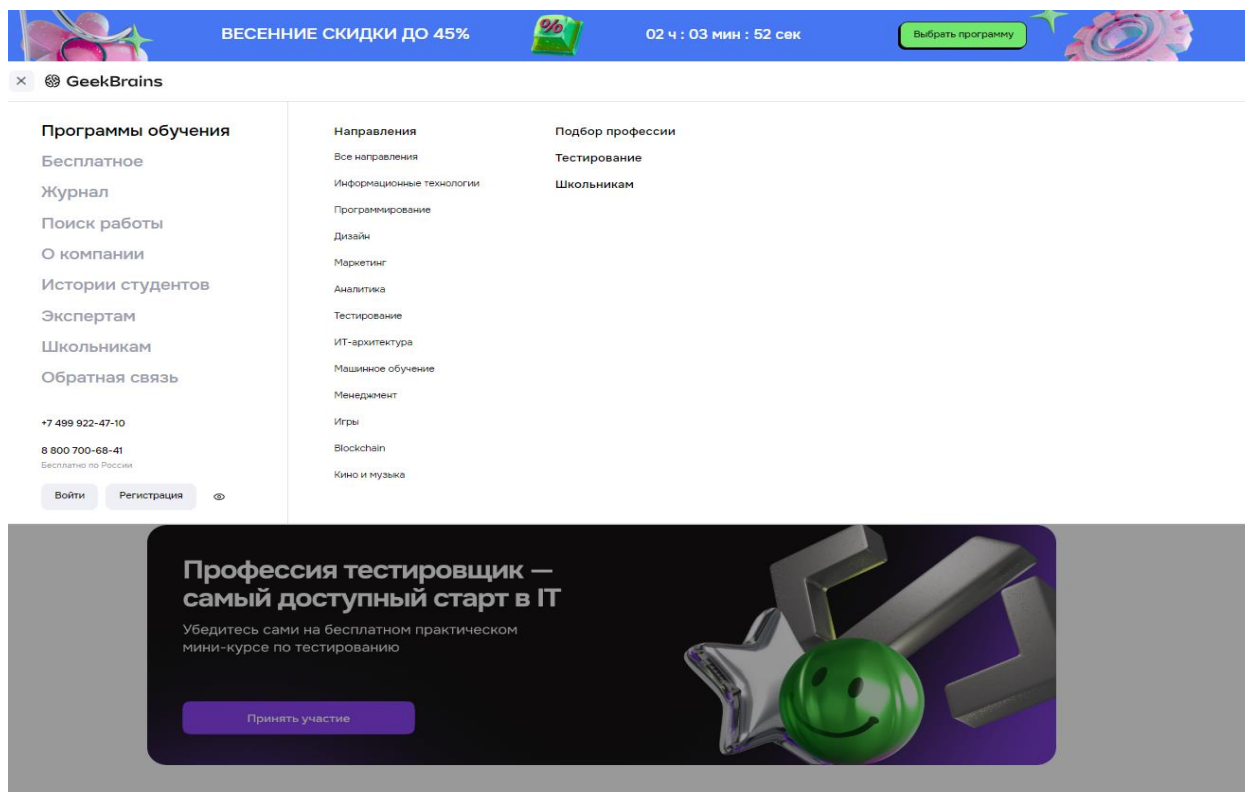 ВЕСЕННИЕ СКИДКИ ДО 45%
%
02 ч : 03 мин : 52 сек
Выбрать программу
GeekBrains
Программы обучения
Бесплатное
Журнал
Поиск работы
О компании
Истории студентов
Экспертам
Школьникам
Обратная связь
+7 499 922-47-10
8 800 700-68-41
Бесплатно по России
Войти
Регистрация
Направления
Все направления
Информационные технологии
Программирование
Дизайн
Маркетинг
Аналитика
Тестирование
ИТ-архитектура
Машинное обучение
Менеджмент
Игры
Blockchain
Кино и музыка
Подбор профессии
Тестирование
Школьникам
Профессия тестировщик —
самый доступный старт в IT
Убедитесь сами на бесплатном практическом
мини-курсе по тестированию
Принять участие